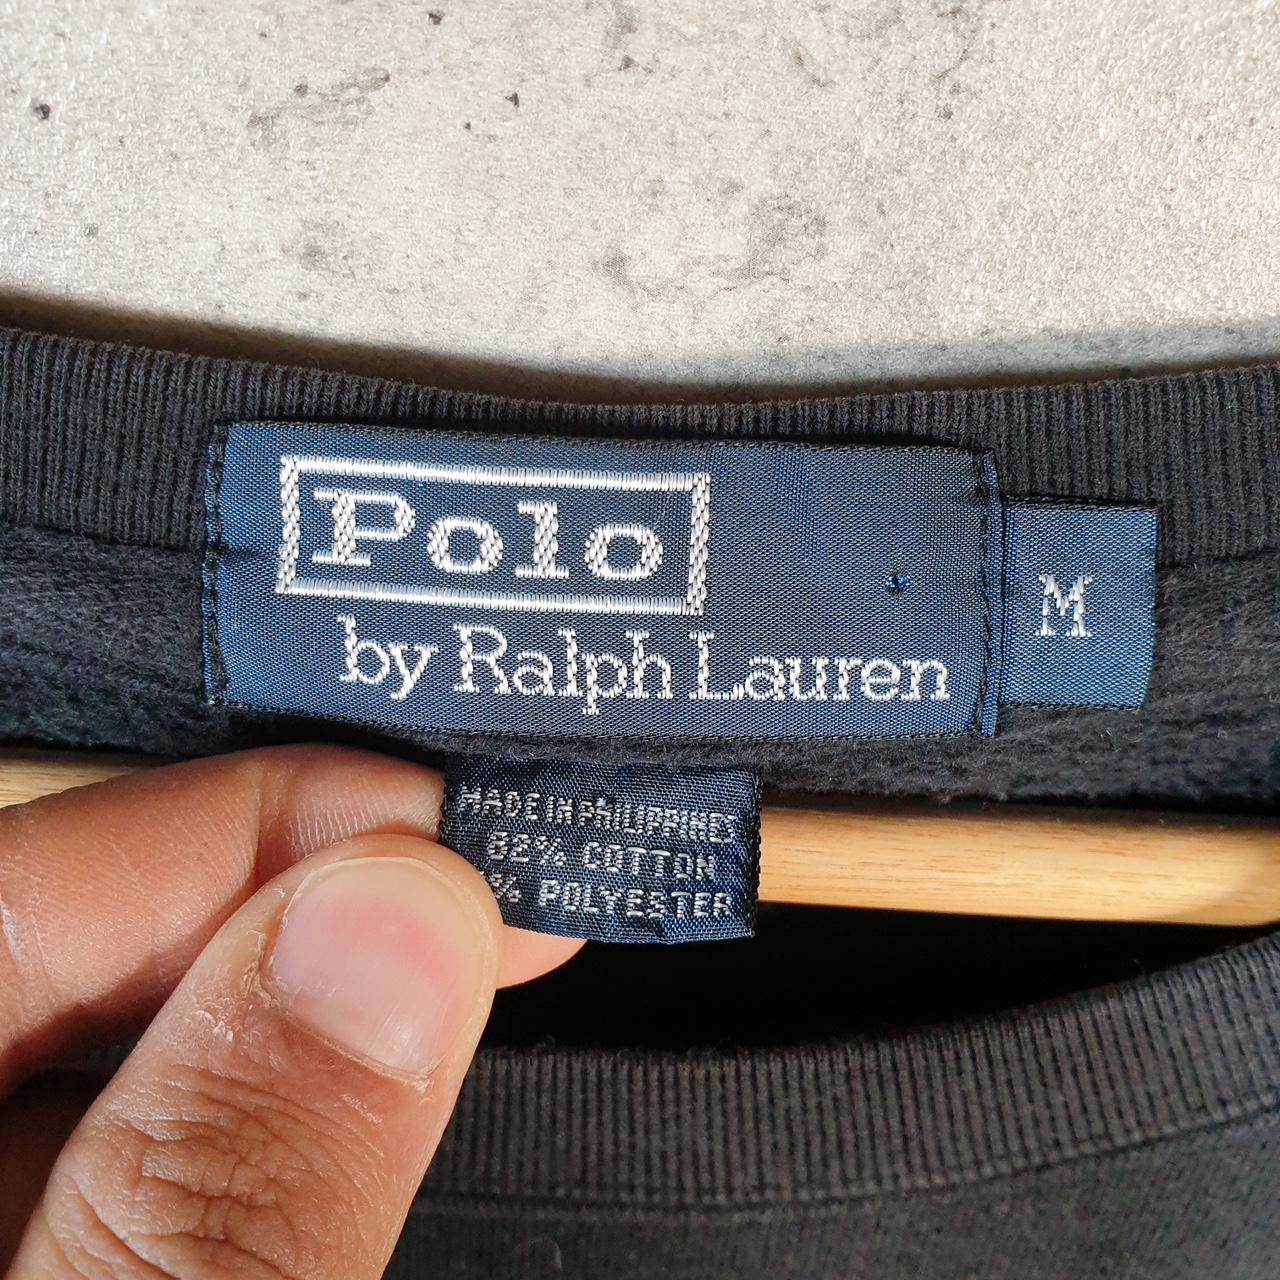 Polo
by Ralph Lauren
M
MADE IN PHILIPPINES
% COTTON
% POLYESTER